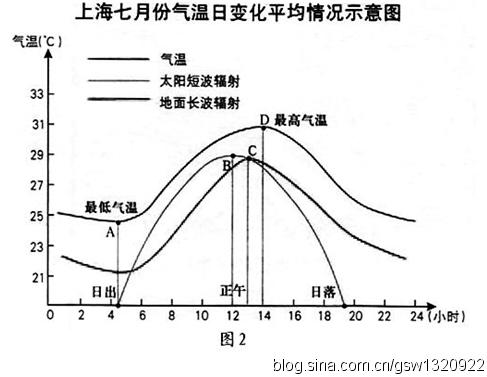 上海七月份气温日变化平均情况示意图
气温(℃)
气温
太阳短波辐射
地面长波辐射
33
31
29
27
25
23
21
D 最高气温
B
C
最低气温
A
日出
正午
日落
0 2 4 6 8 10 12 14 16 18 20 22 24 (小时)
图2
blog.sina.com.cn/gsw1320922